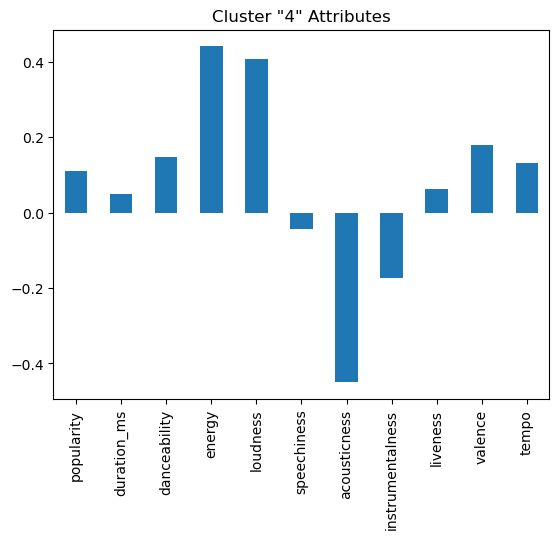 Cluster "4" Attributes
0.4
0.2
0.0
−0.2
−0.4
popularity
duration_ms
danceability
energy
loudness
speechiness
acousticness
instrumentalness
liveness
valence
tempo